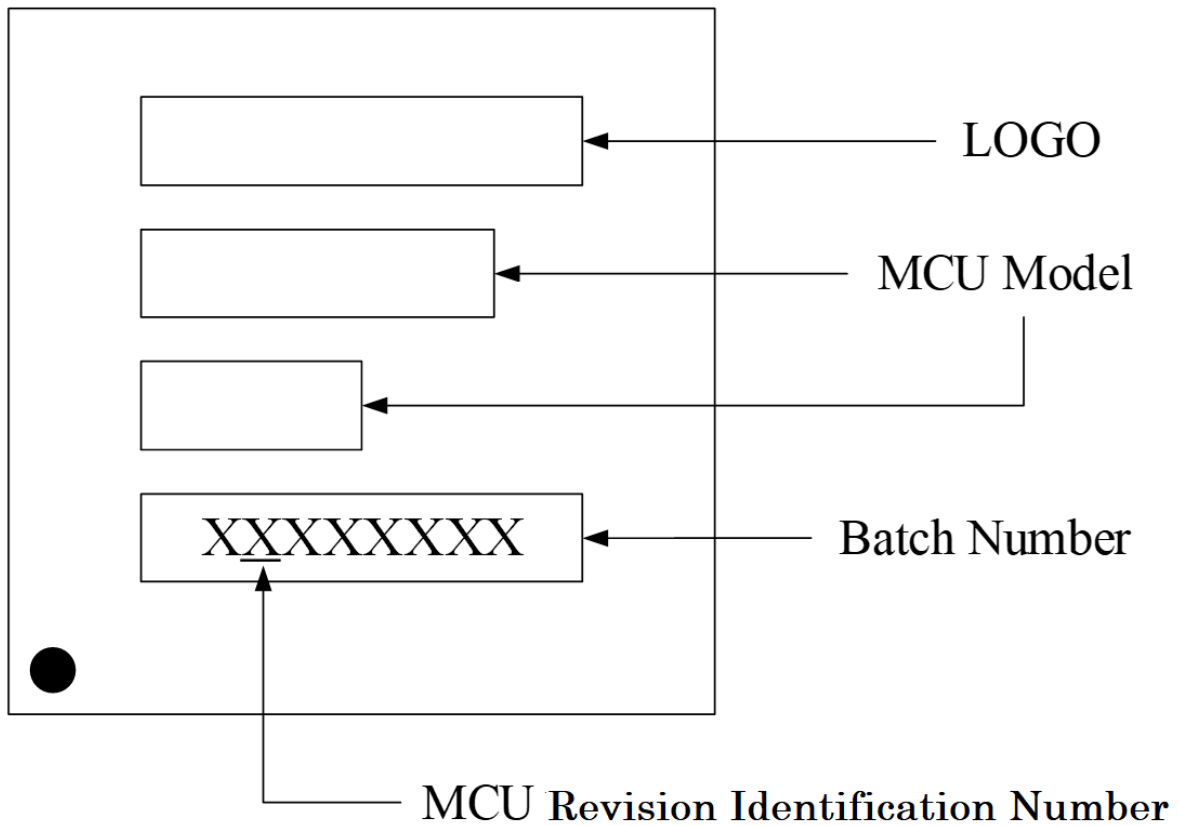 LOGO
MCU Model
XXXXXXXX
Batch Number
MCU Revision Identification Number